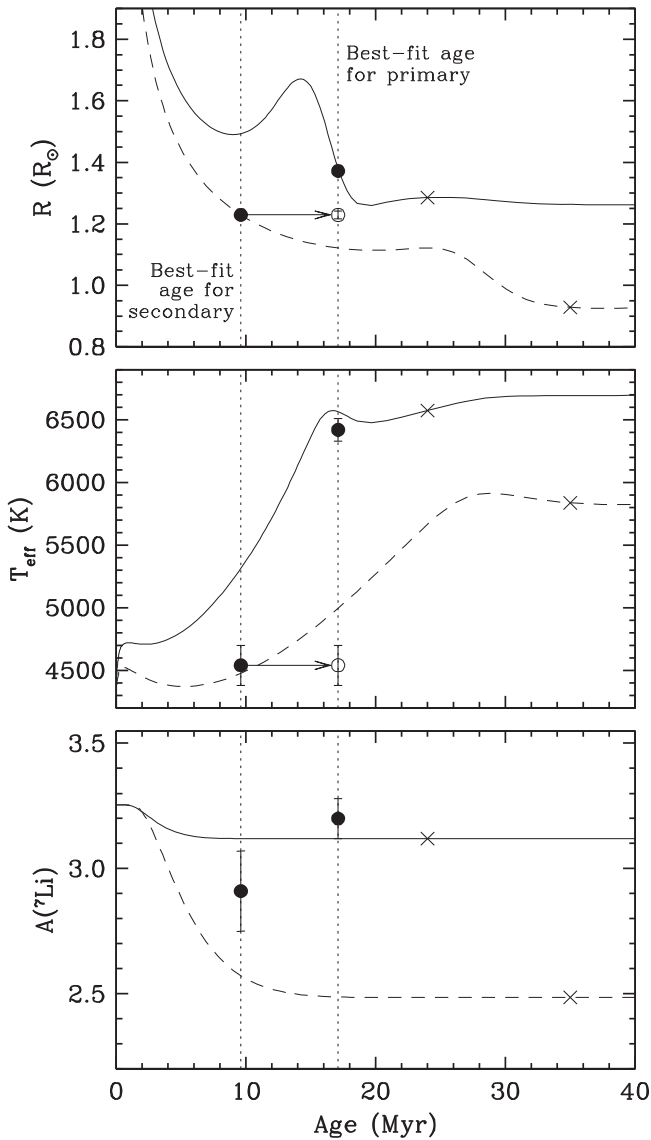 1.8
1.6
1.4
1.2
1.0
0.8
R (R⊙)
Best−fit age
for primary
Best−fit
age for
secondary
6500
6000
5500
5000
4500
Teff (K)
3.5
3.0
2.5
A(⁷Li)
0 10 20 30 40
Age (Myr)